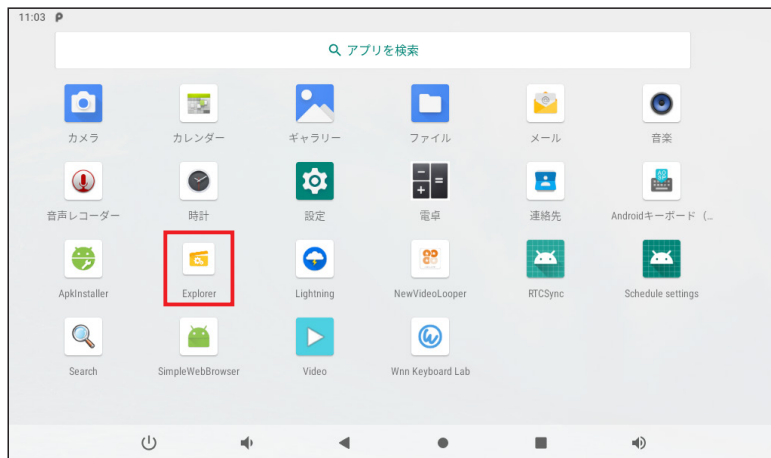 11:03
アプリを検索
カメラ
カレンダー
ギャラリー
ファイル
メール
音楽
音声レコーダー
時計
設定
電卓
連絡先
Androidキーボード（...
ApkInstaller
Explorer
Lightning
NewVideoLooper
RTCSync
Schedule settings
Search
SimpleWebBrowser
Video
Wnn Keyboard Lab